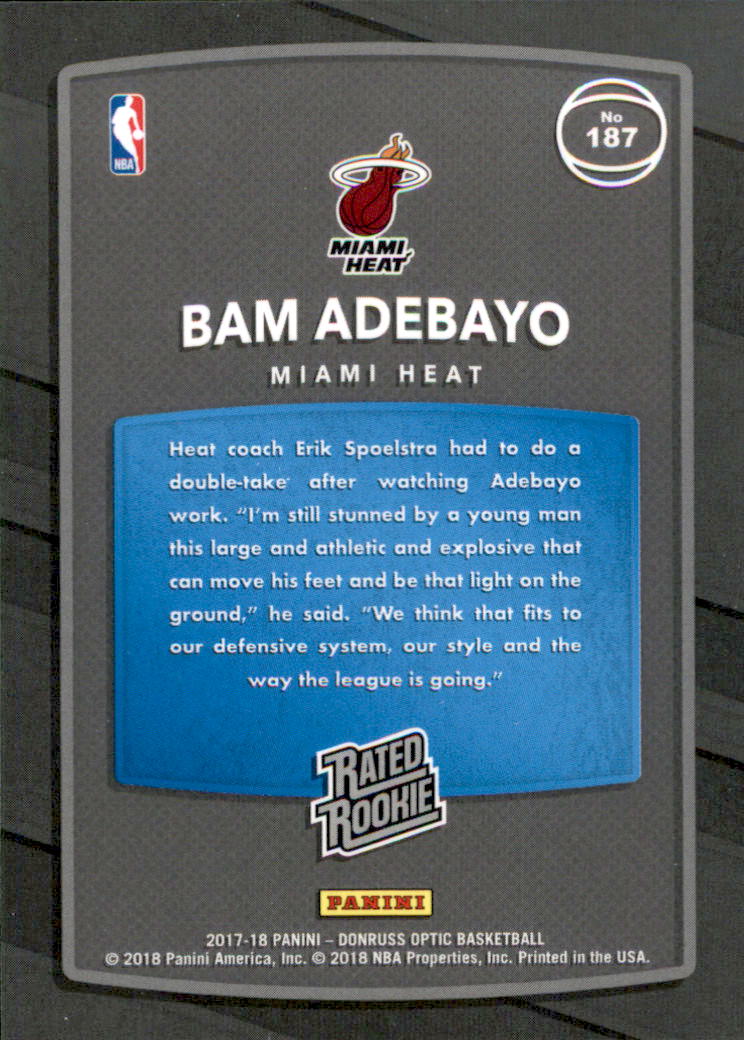 NBA
No
187
MIAMI
HEAT
BAM ADEBAYO
MIAMI HEAT
Heat coach Erik Spoelstra had to do a
double-take after watching Adebayo
work. "I'm still stunned by a young man
this large and athletic and explosive that
can move his feet and be that light on the
ground," he said. "We think that fits to
our defensive system, our style and the
way the league is going."
RATED
ROOKIE
PANINI
2017-18 PANINI – DONRUSS OPTIC BASKETBALL
© 2018 Panini America, Inc. © 2018 NBA Properties, Inc. Printed in the USA.